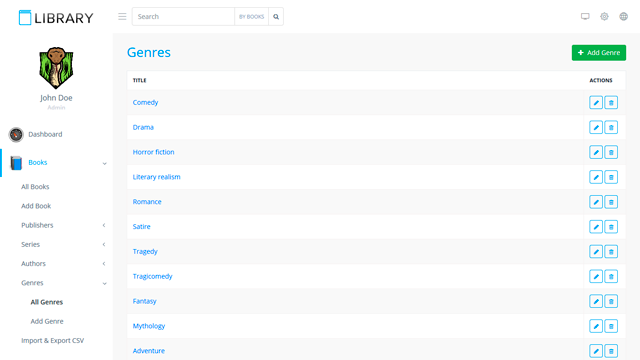 LIBRARY
Search
BY BOOKS
John Doe
Admin
Dashboard
Books
All Books
Add Book
Publishers
Series
Authors
Genres
All Genres
Add Genre
Import & Export CSV
Genres
Add Genre
TITLE
ACTIONS
Comedy
Drama
Horror fiction
Literary realism
Romance
Satire
Tragedy
Tragicomedy
Fantasy
Mythology
Adventure